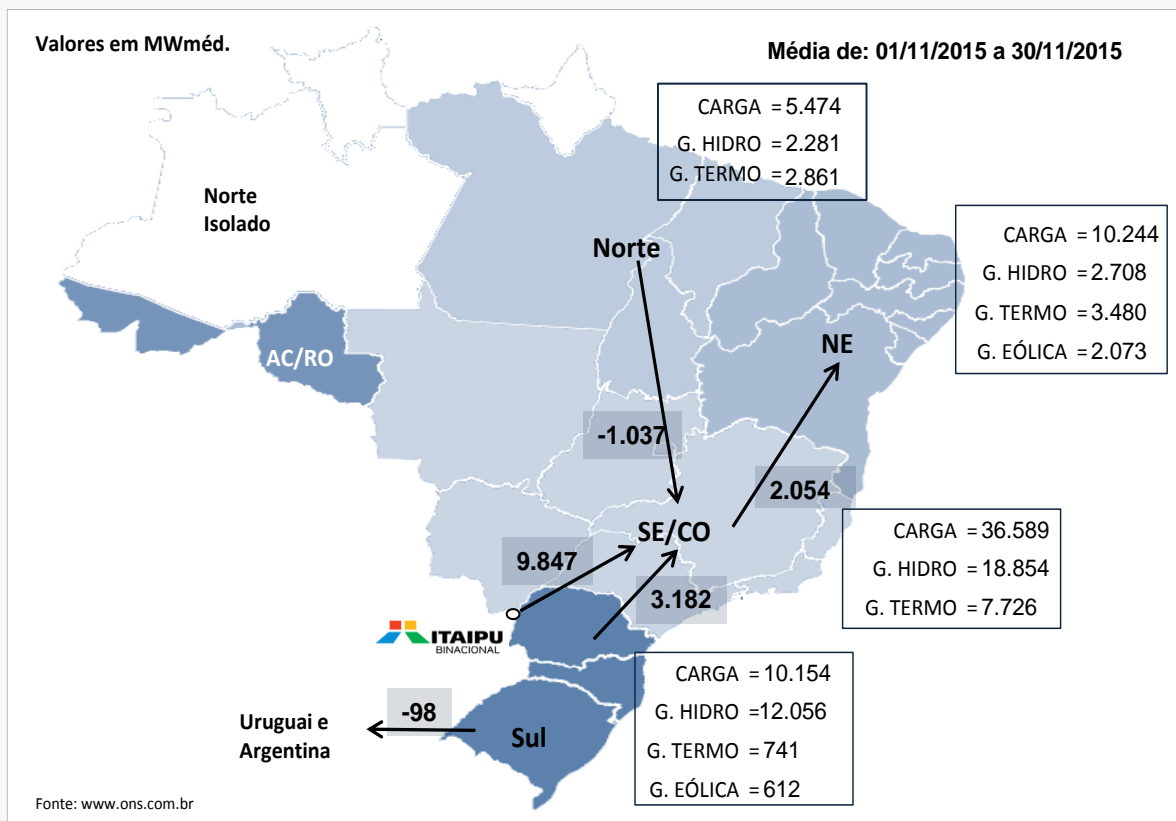 Valores em MWméd.
Média de: 01/11/2015 a 30/11/2015
CARGA = 5.474
G. HIDRO = 2.281
G. TERMO = 2.861
Norte
Isolado
Norte
CARGA = 10.244
G. HIDRO = 2.708
G. TERMO = 3.480
G. EÓLICA = 2.073
AC/RO
NE
-1.037
2.054
SE/CO
CARGA = 36.589
G. HIDRO = 18.854
G. TERMO = 7.726
9.847
3.182
ITAIPU
BINACIONAL
CARGA = 10.154
G. HIDRO =12.056
G. TERMO = 741
G. EÓLICA = 612
-98
Uruguai e
Argentina
Sul
Fonte: www.ons.com.br